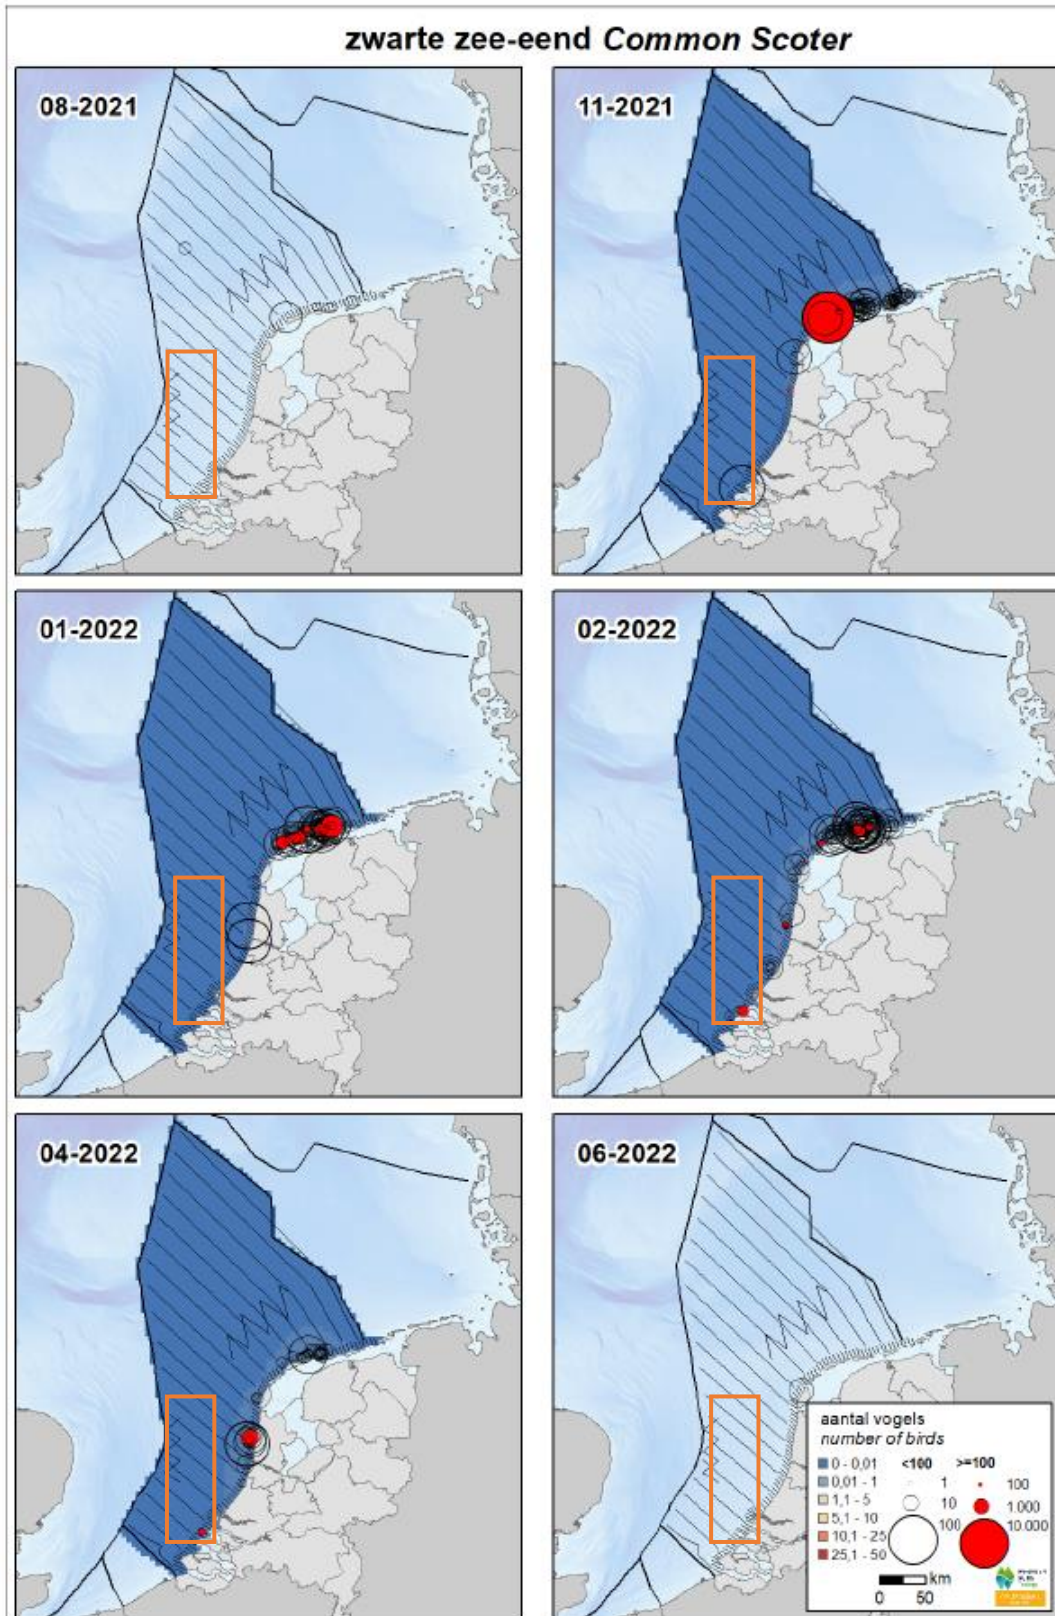 zwarte zee-eend Common Scoter
08-2021
11-2021
01-2022
02-2022
04-2022
06-2022
aantal vogels
number of birds
0 - 0,01
0,01 - 1
1,1 - 5
5,1 - 10
10,1 - 25
25,1 - 50
<100
1
10
100
>=100
100
1.000
10.000
km
0 50